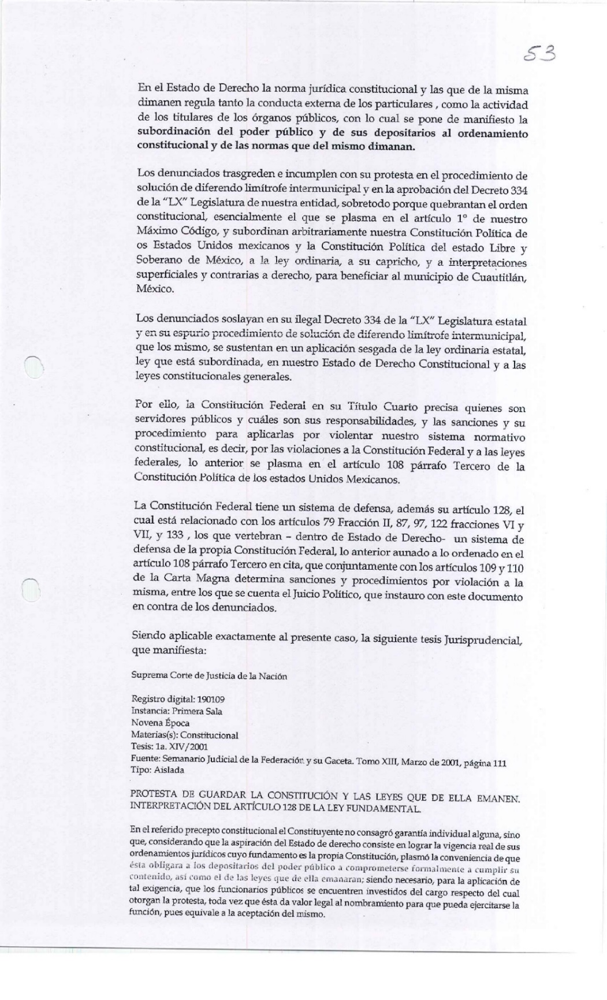 53
En el Estado de Derecho la norma jurídica constitucional y las que de la misma
dimanen regula tanto la conducta externa de los particulares , como la actividad
de los titulares de los órganos públicos, con lo cual se pone de manifiesto la
subordinación del poder público y de sus depositarios al ordenamiento
constitucional y de las normas que del mismo dimanan.
Los denunciados trasgreden e incumplen con su protesta en el procedimiento de
solución de diferendo limítrofe intermunicipal y en la aprobación del Decreto 334
de la "LX" Legislatura de nuestra entidad, sobretodo porque quebrantan el orden
constitucional, esencialmente el que se plasma en el artículo 1° de nuestro
Máximo Código, y subordinan arbitrariamente nuestra Constitución Política de
os Estados Unidos mexicanos y la Constitución Política del estado Libre y
Soberano de México, a la ley ordinaria, a su capricho, y a interpretaciones
superficiales y contrarias a derecho, para beneficiar al municipio de Cuautitlán,
México.
Los denunciados soslayan en su ilegal Decreto 334 de la "LX" Legislatura estatal
y en su espurio procedimiento de solución de diferendo limítrofe intermunicipal,
que los mismo, se sustentan en un aplicación sesgada de la ley ordinaria estatal,
ley que está subordinada, en nuestro Estado de Derecho Constitucional y a las
leyes constitucionales generales.
Por ello, la Constitución Federal en su Título Cuarto precisa quienes son
servidores públicos y cuáles son sus responsabilidades, y las sanciones y su
procedimiento para aplicarlas por violentar nuestro sistema normativo
constitucional, es decir, por las violaciones a la Constitución Federal y a las leyes
federales, lo anterior se plasma en el artículo 108 párrafo Tercero de la
Constitución Política de los estados Unidos Mexicanos.
La Constitución Federal tiene un sistema de defensa, además su artículo 128, el
cual está relacionado con los artículos 79 Fracción II, 87, 97, 122 fracciones VI y
VII, y 133 , los que vertebran – dentro de Estado de Derecho- un sistema de
defensa de la propia Constitución Federal, lo anterior aunado a lo ordenado en el
artículo 108 párrafo Tercero en cita, que conjuntamente con los artículos 109 y 110
de la Carta Magna determina sanciones y procedimientos por violación a la
misma, entre los que se cuenta el Juicio Político, que instauro con este documento
en contra de los denunciados.
Siendo aplicable exactamente al presente caso, la siguiente tesis Jurisprudencial,
que manifiesta:
Suprema Corte de Justicia de la Nación
Registro digital: 190109
Instancia: Primera Sala
Novena Época
Materias(s): Constitucional
Tesis: 1a. XIV/2001
Fuente: Semanario Judicial de la Federación y su Gaceta. Tomo XIII, Marzo de 2001, página 111
Tipo: Aislada
PROTESTA DE GUARDAR LA CONSTITUCIÓN Y LAS LEYES QUE DE ELLA EMANEN.
INTERPRETACIÓN DEL ARTÍCULO 128 DE LA LEY FUNDAMENTAL.
En el referido precepto constitucional el Constituyente no consagró garantía individual alguna, sino
que, considerando que la aspiración del Estado de derecho consiste en lograr la vigencia real de sus
ordenamientos jurídicos cuyo fundamento es la propia Constitución, plasmó la conveniencia de que
ésta obligara a los depositarios del poder público a comprometerse formalmente a cumplir su
contenido, así como el de las leyes que de ella emanaran; siendo necesario, para la aplicación de
tal exigencia, que los funcionarios públicos se encuentren investidos del cargo respecto del cual
otorgan la protesta, toda vez que ésta da valor legal al nombramiento para que pueda ejercitarse la
función, pues equivale a la aceptación del mismo.